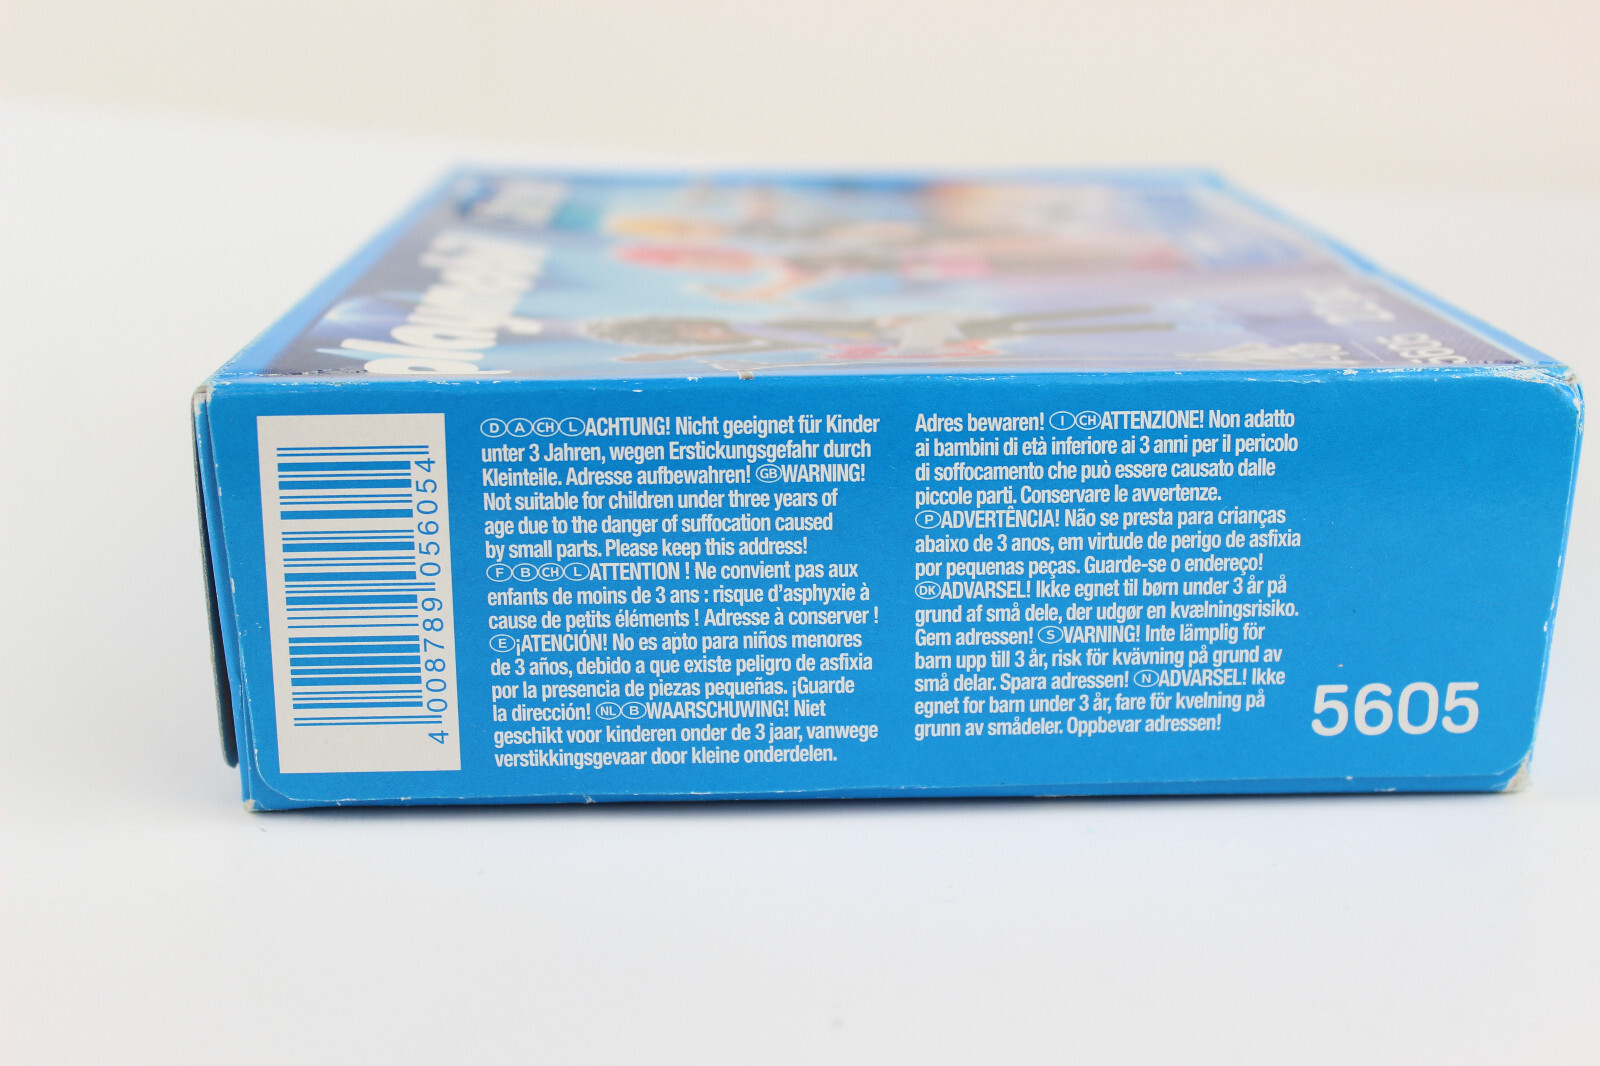 playmobil
5605
4 008789 056054
Ⓓ Ⓐ ⒸⒽ Ⓛ ACHTUNG! Nicht geeignet für Kinder
unter 3 Jahren, wegen Erstickungsgefahr durch
Kleinteile. Adresse aufbewahren! GB WARNING!
Not suitable for children under three years of
age due to the danger of suffocation caused
by small parts. Please keep this address!
F B CH L ATTENTION ! Ne convient pas aux
enfants de moins de 3 ans : risque d'asphyxie à
cause de petits éléments ! Adresse à conserver !
E ¡ATENCIÓN! No es apto para niños menores
de 3 años, debido a que existe peligro de asfixia
por la presencia de piezas pequeñas. ¡Guarde
la dirección! NL B WAARSCHUWING! Niet
geschikt voor kinderen onder de 3 jaar, vanwege
verstikkingsgevaar door kleine onderdelen.
Adres bewaren! I CH ATTENZIONE! Non adatto
ai bambini di età inferiore ai 3 anni per il pericolo
di soffocamento che può essere causato dalle
piccole parti. Conservare le avvertenze.
P ADVERTÊNCIA! Não se presta para crianças
abaixo de 3 anos, em virtude de perigo de asfixia
por pequenas peças. Guarde-se o endereço!
DK ADVARSEL! Ikke egnet til børn under 3 år på
grund af små dele, der udgør en kvælningsrisiko.
Gem adressen! S VARNING! Inte lämplig för
barn upp till 3 år, risk för kvävning på grund av
små delar. Spara adressen! N ADVARSEL! Ikke
egnet for barn under 3 år, fare för kvelning på
grunn av smådeler. Oppbevar adressen!
5605